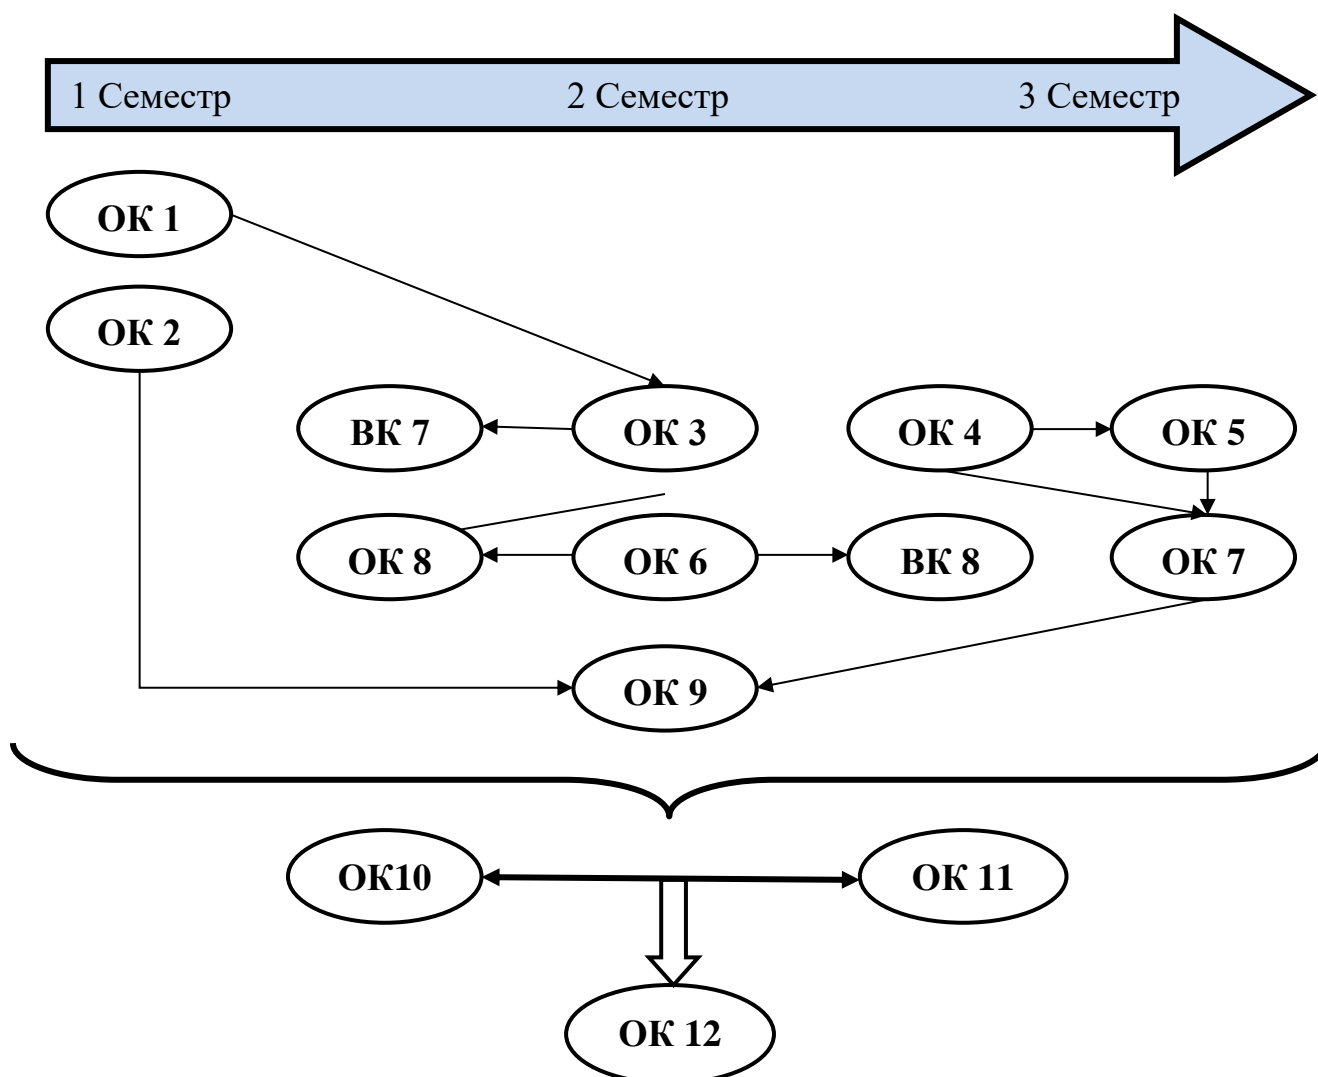 1 Семестр 2 Семестр 3 Семестр
ОК 1
ОК 2
ВК 7 ОК 3 ОК 4 ОК 5
ОК 8 ОК 6 ВК 8 ОК 7
ОК 9
ОК10 ОК 11
ОК 12